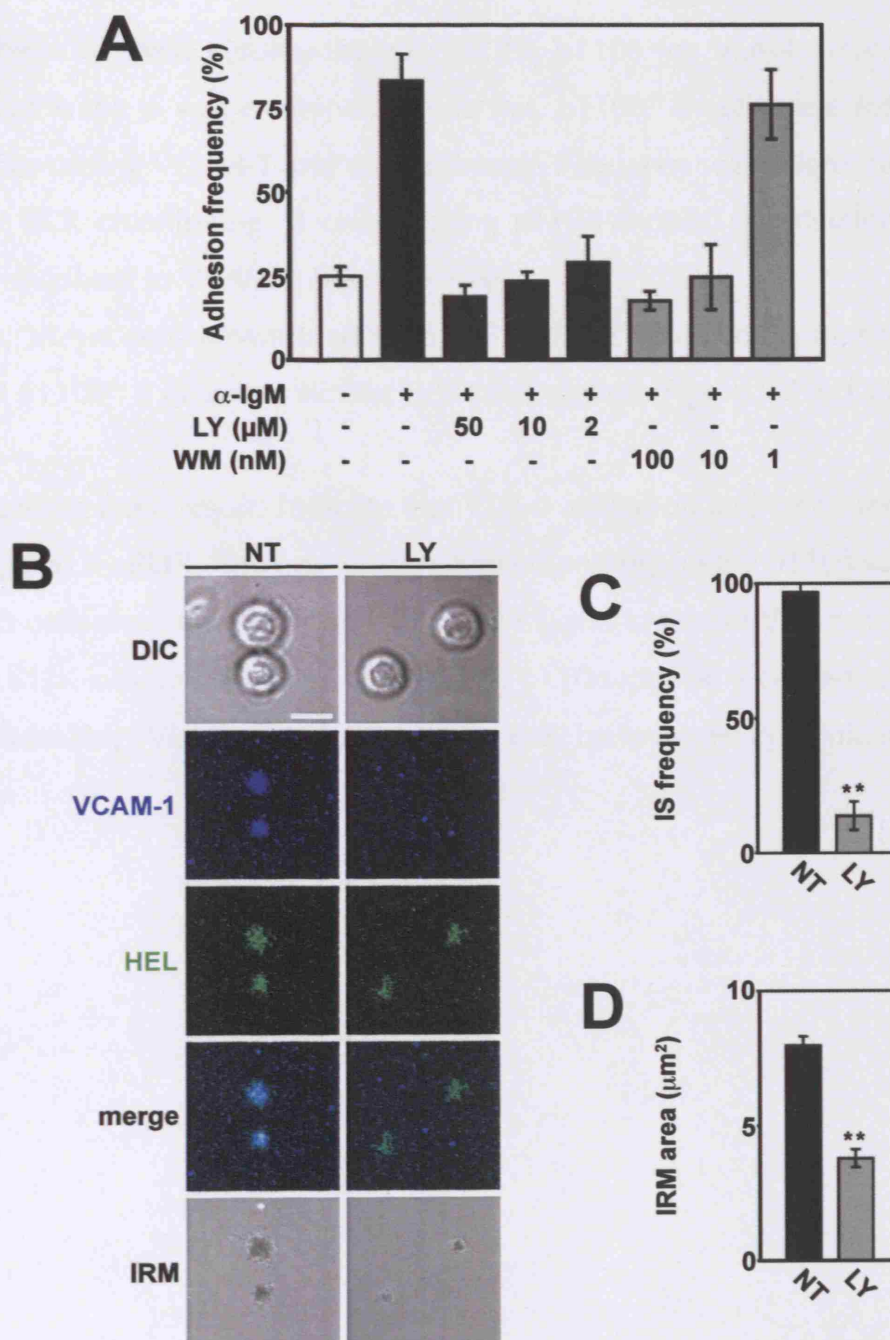 A
Adhesion frequency (%)
100
75
50
25
0
α-IgM - + + + + + + +
LY (µM) - - 50 10 2 - - -
WM (nM) - - - - - 100 10 1
B
NT LY
DIC
VCAM-1
HEL
merge
IRM
C
IS frequency (%)
100
50
0
**
NT LY
D
IRM area (µm²)
10
5
0
**
NT LY